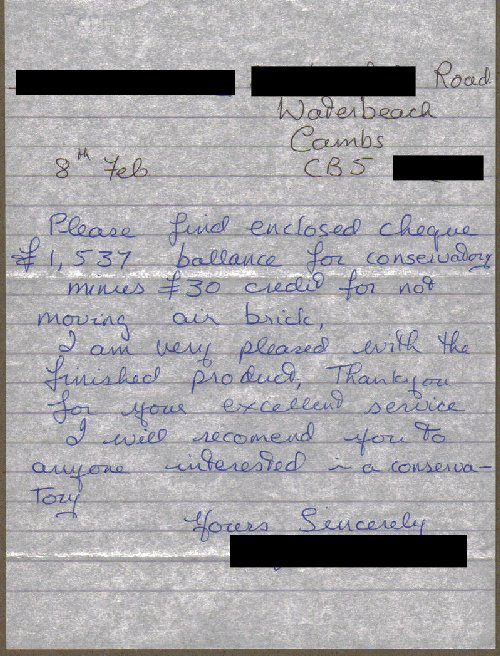 Road
Waterbeach
Cambs
8th Feb CB5
Please find enclosed cheque
£1,537 ballance for conservatory
minus £30 credit for not
moving air brick,
I am very pleased with the
finished product, Thankyou
for your excellent service
I will recomend you to
anyone interested in a conserva-
Tory
Yours Sincerely